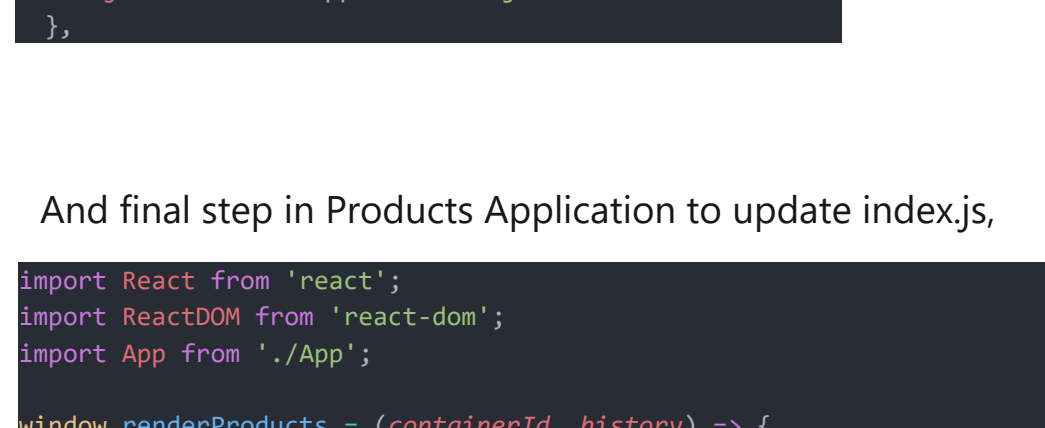 },
And final step in Products Application to update index.js,
import React from 'react';
import ReactDOM from 'react-dom';
import App from './App';
window.renderProducts = (containerId, history) => {